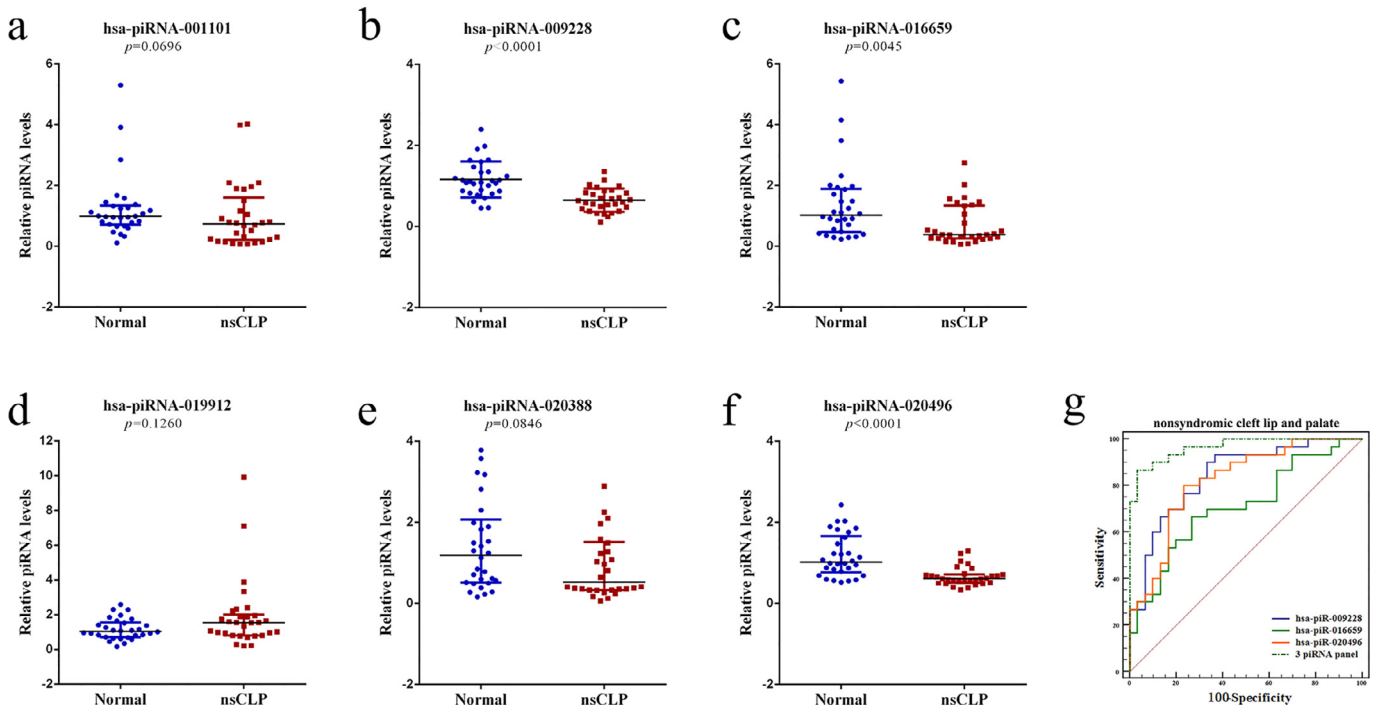 a
hsa-piRNA-001101
p=0.0696
Relative piRNA levels
6
4
2
0
-2
Normal nsCLP
b
hsa-piRNA-009228
p<0.0001
Relative piRNA levels
4
2
0
-2
Normal nsCLP
c
hsa-piRNA-016659
p=0.0045
Relative piRNA levels
6
4
2
0
-2
Normal nsCLP
d
hsa-piRNA-019912
p=0.1260
Relative piRNA levels
12
10
8
6
4
2
0
-2
Normal nsCLP
e
hsa-piRNA-020388
p=0.0846
Relative piRNA levels
4
2
0
-2
Normal nsCLP
f
hsa-piRNA-020496
p<0.0001
Relative piRNA levels
4
2
0
-2
Normal nsCLP
g
nonsyndromic cleft lip and palate
Sensitivity
100
80
60
40
20
0
hsa-piR-009228
hsa-piR-016659
hsa-piR-020496
3 piRNA panel
0 20 40 60 80 100
100-Specificity